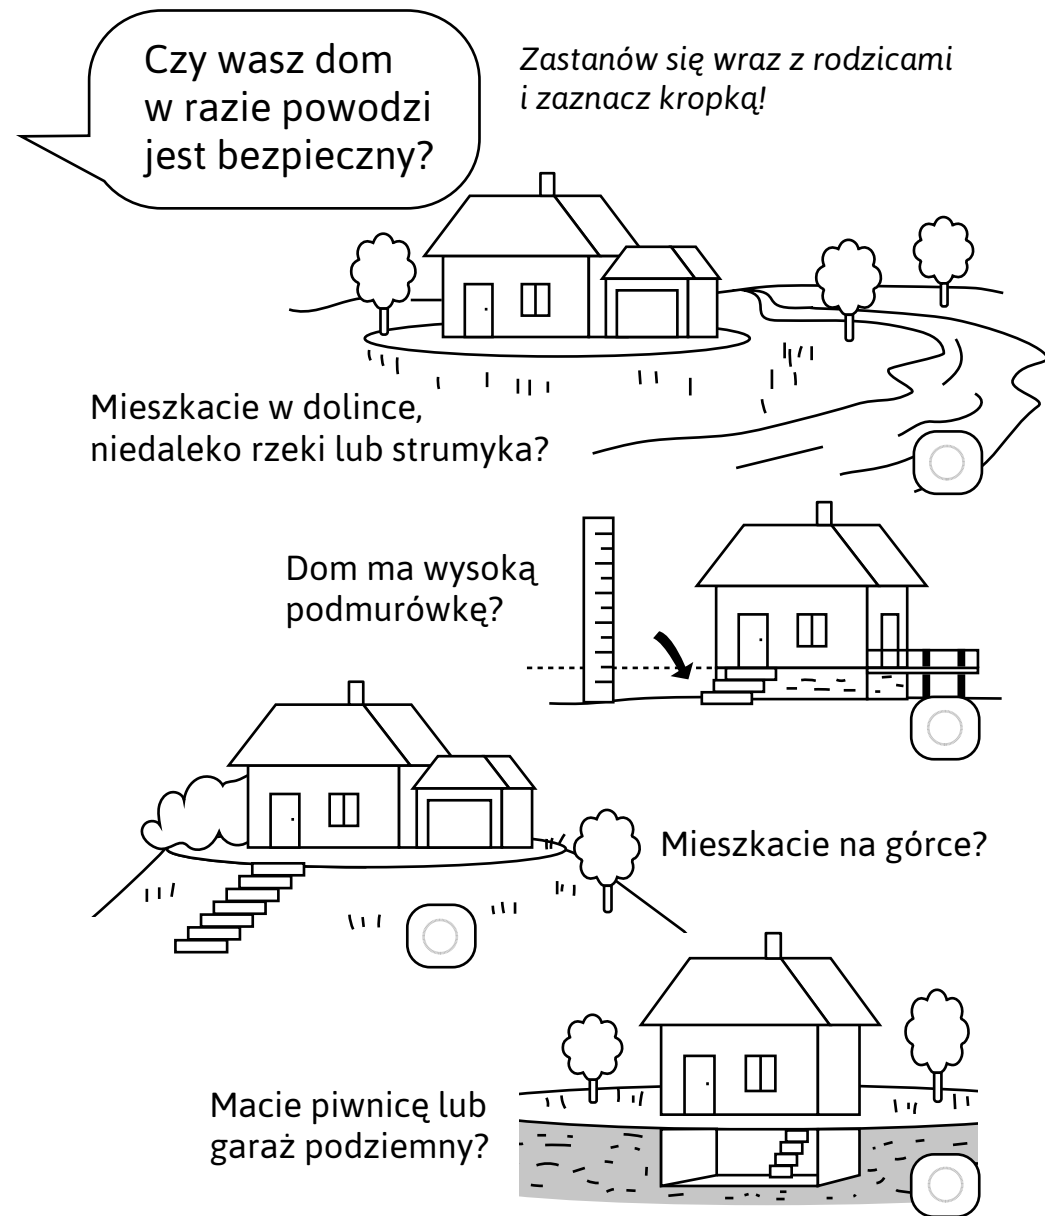 Czy wasz dom
w razie powodzi
jest bezpieczny?
Zastanów się wraz z rodzicami
i zaznacz kropką!
Mieszkacie w dolince,
niedaleko rzeki lub strumyka?
Dom ma wysoką
podmurówkę?
Mieszkacie na górce?
Macie piwnicę lub
garaż podziemny?